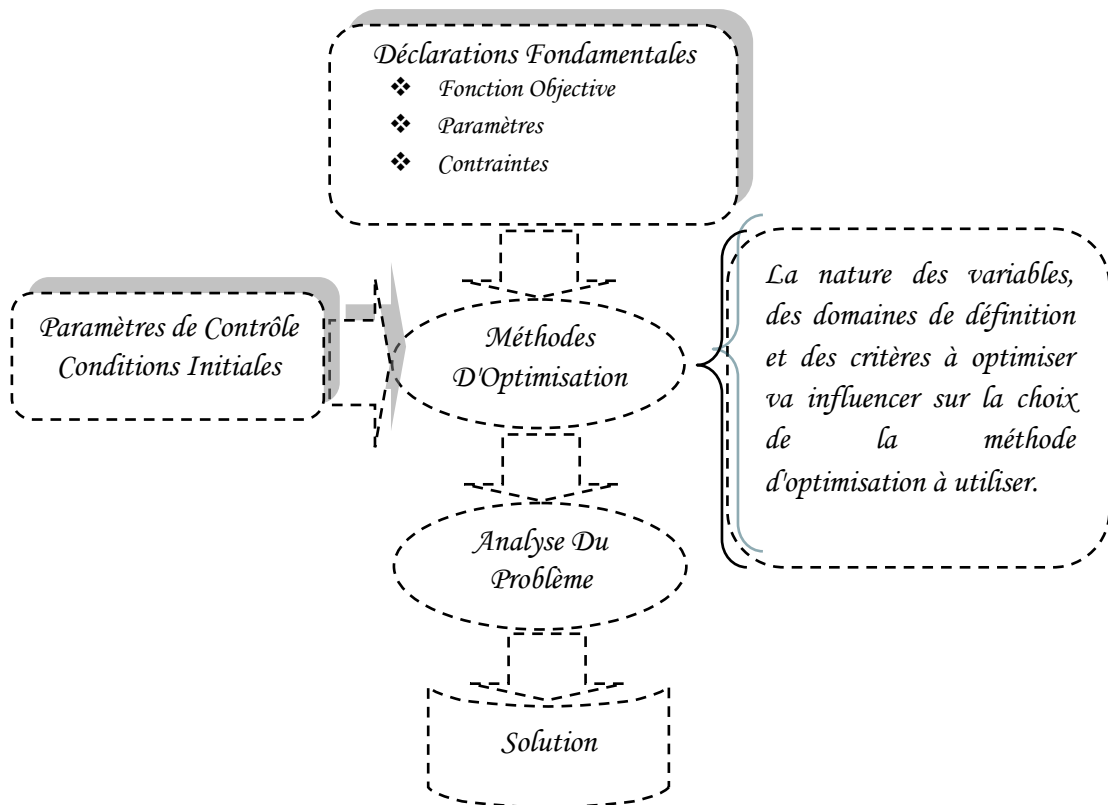 Déclarations Fondamentales
❖ Fonction Objective
❖ Paramètres
❖ Contraintes
Paramètres de Contrôle
Conditions Initiales
Méthodes
D'Optimisation
La nature des variables,
des domaines de définition
et des critères à optimiser
va influencer sur la choix
de la méthode
d'optimisation à utiliser.
Analyse Du
Problème
Solution